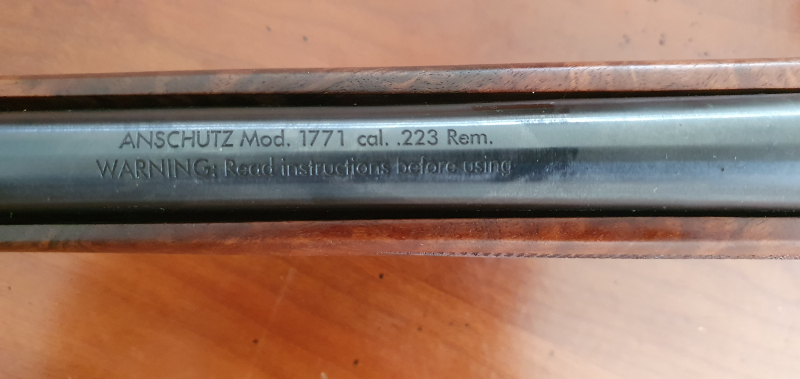 ANSCHUTZ Mod. 1771 cal. .223 Rem.
WARNING: Read instructions before using